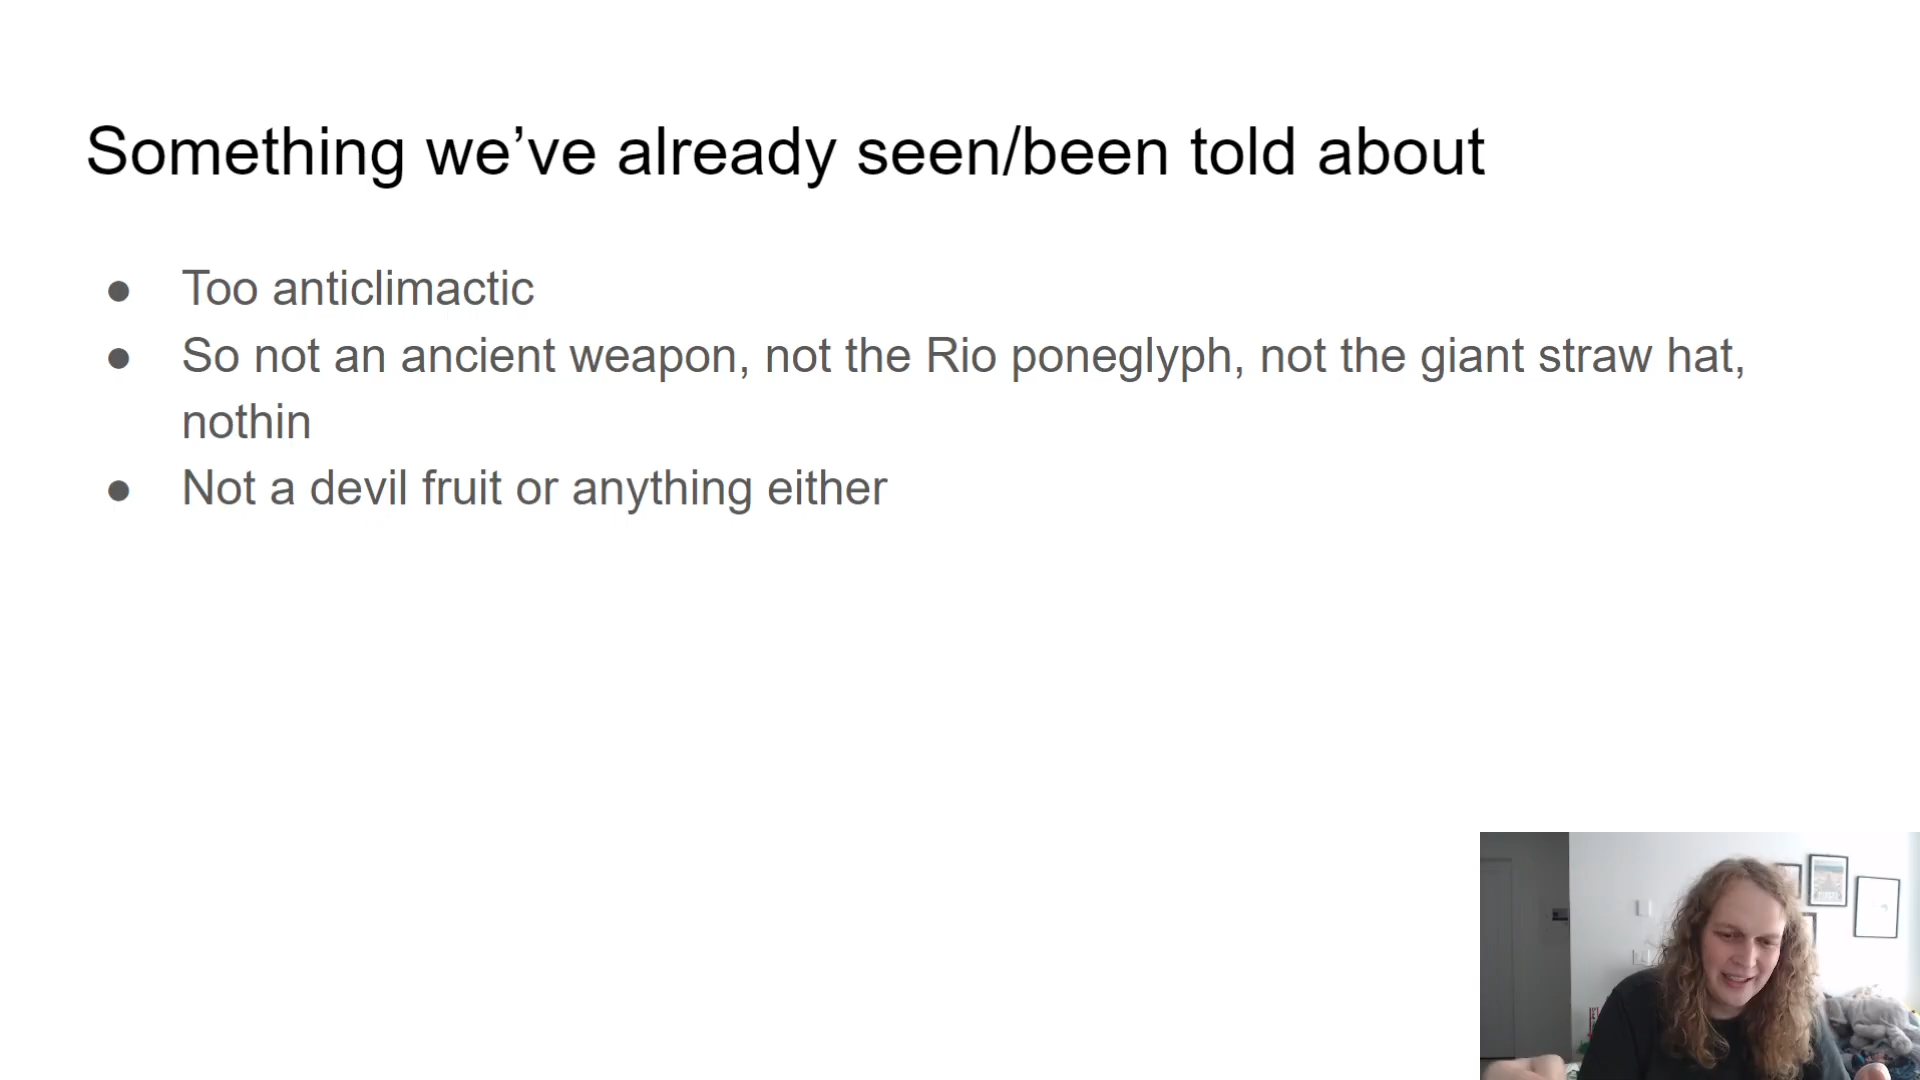 Something we’ve already seen/been told about
● Too anticlimactic
● So not an ancient weapon, not the Rio poneglyph, not the giant straw hat,
nothin
● Not a devil fruit or anything either